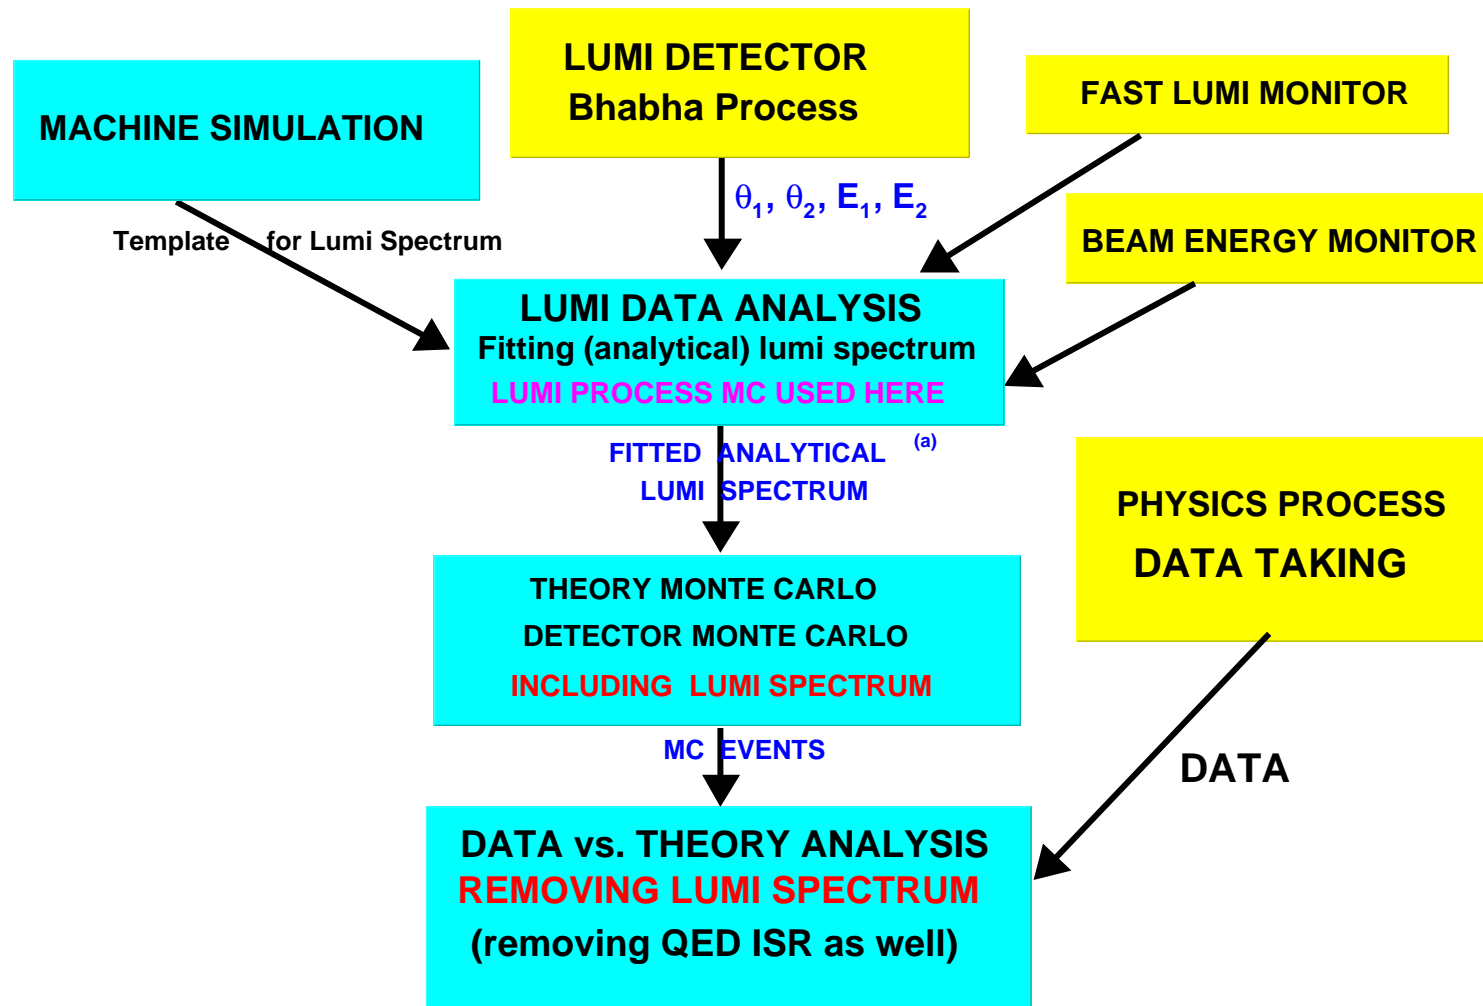 LUMI DETECTOR
Bhabha Process
FAST LUMI MONITOR
MACHINE SIMULATION
θ1, θ2, E1, E2
Template for Lumi Spectrum
BEAM ENERGY MONITOR
LUMI DATA ANALYSIS
Fitting (analytical) lumi spectrum
LUMI PROCESS MC USED HERE
FITTED ANALYTICAL (a)
LUMI SPECTRUM
PHYSICS PROCESS
DATA TAKING
THEORY MONTE CARLO
DETECTOR MONTE CARLO
INCLUDING LUMI SPECTRUM
MC EVENTS
DATA
DATA vs. THEORY ANALYSIS
REMOVING LUMI SPECTRUM
(removing QED ISR as well)